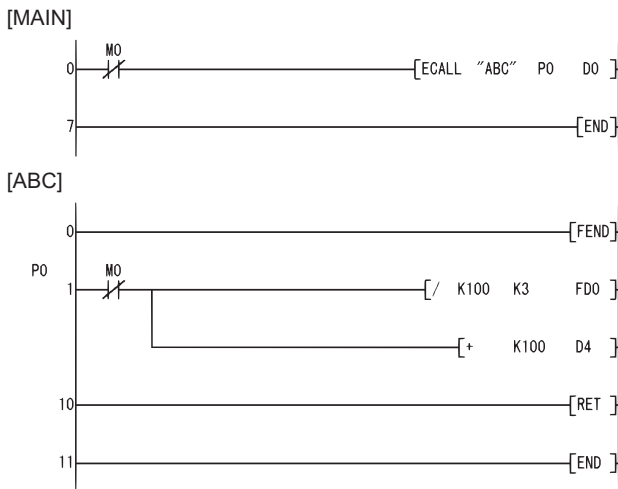 [MAIN]
M0
0 [ECALL "ABC" P0 D0 ]
7 [END]
[ABC]
0 [FEND]
P0 M0
1 [/ K100 K3 FD0 ]
[+ K100 D4 ]
10 [RET ]
11 [END ]